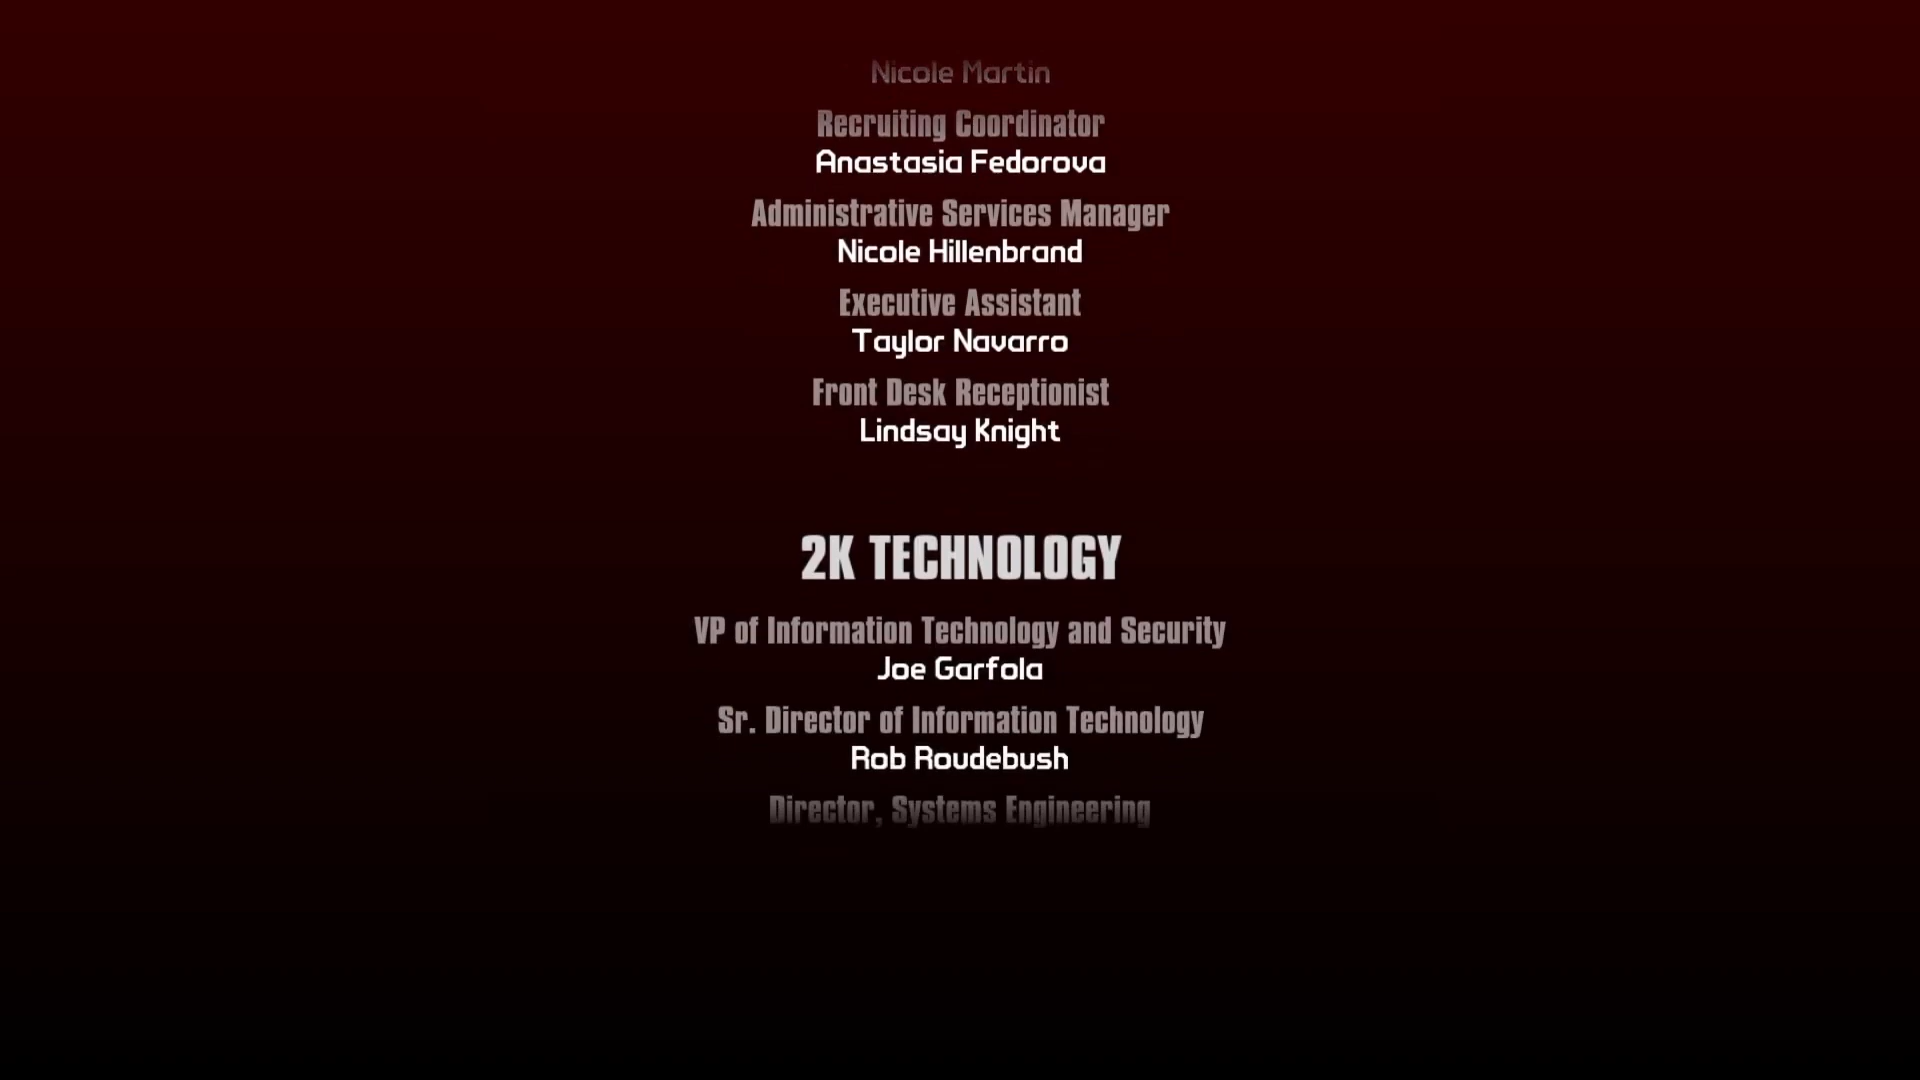 Nicole Martin
Recruiting Coordinator
Anastasia Fedorova
Administrative Services Manager
Nicole Hillenbrand
Executive Assistant
Taylor Navarro
Front Desk Receptionist
Lindsay Knight
2K TECHNOLOGY
VP of Information Technology and Security
Joe Garfola
Sr. Director of Information Technology
Rob Roudebush
Director, Systems Engineering